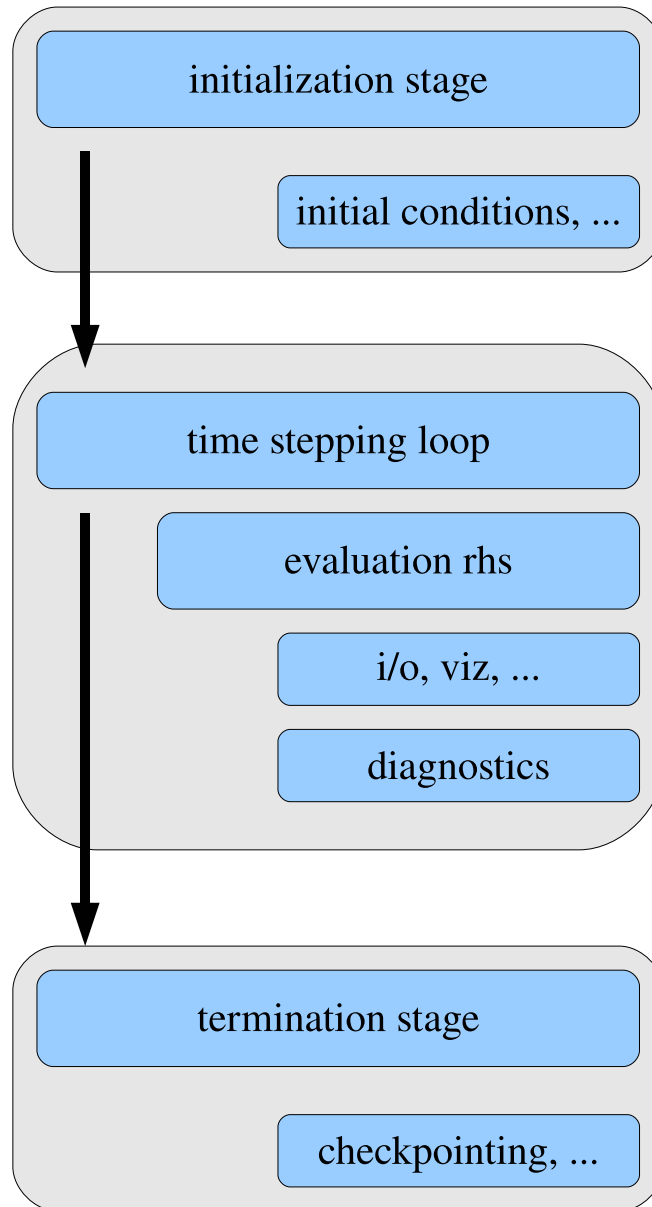 initialization stage
initial conditions, ...
time stepping loop
evaluation rhs
i/o, viz, ...
diagnostics
termination stage
checkpointing, ...